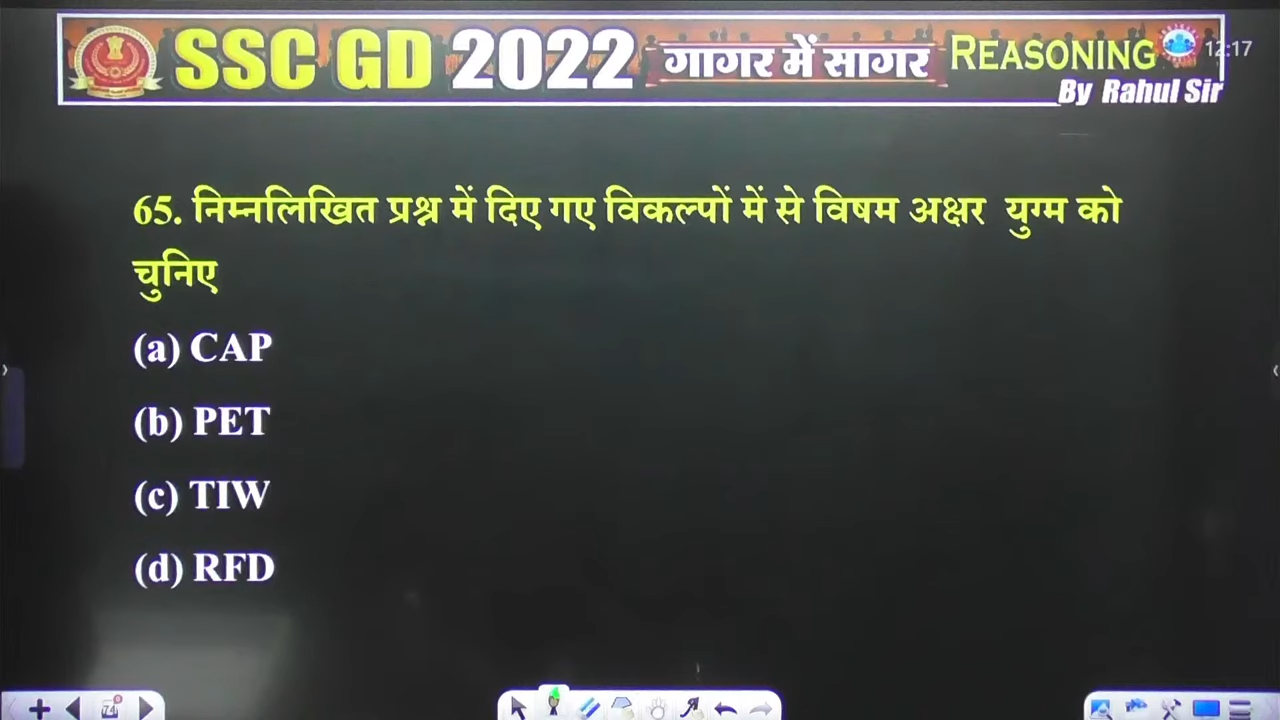 SSC GD 2022 गागर में सागर REASONING 12:17
By Rahul Sir
65. निम्नलिखित प्रश्न में दिए गए विकल्पों में से विषम अक्षर युग्म को
चुनिए
(a) CAP
(b) PET
(c) TIW
(d) RFD
74